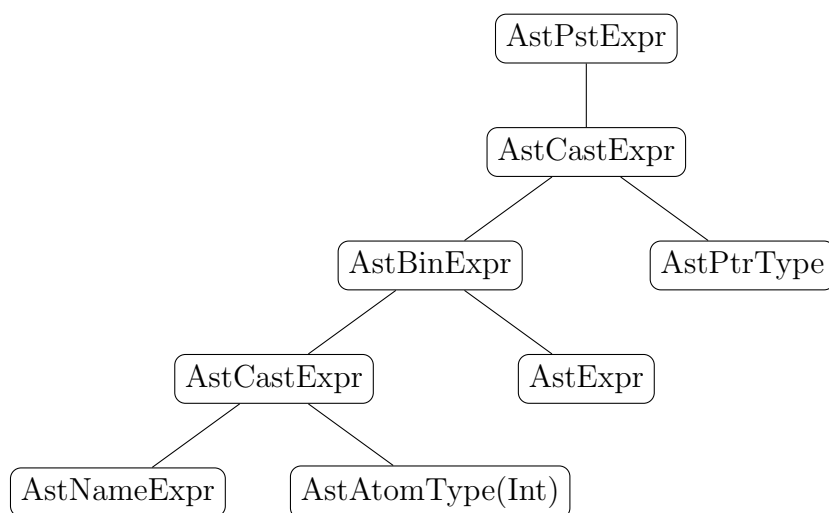 AstPstExpr
AstCastExpr
AstBinExpr
AstPtrType
AstCastExpr
AstExpr
AstNameExpr
AstAtomType(Int)